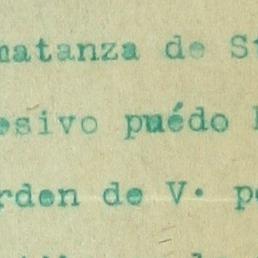 matanza de S
esivo puédo
rden de V. p